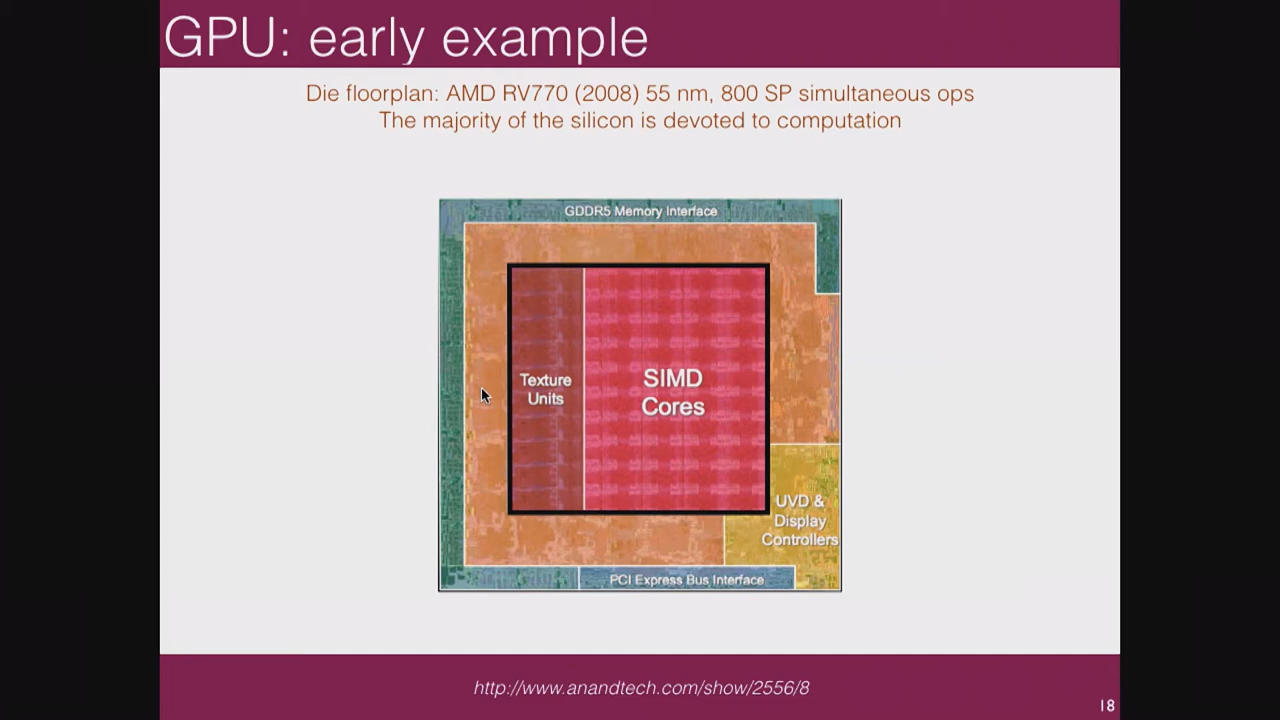 GPU: early example
Die floorplan: AMD RV770 (2008) 55 nm, 800 SP simultaneous ops
The majority of the silicon is devoted to computation
GDDR5 Memory Interface
Texture
Units
SIMD
Cores
UVD &
Display
Controllers
PCI Express Bus Interface
http://www.anandtech.com/show/2556/8
18